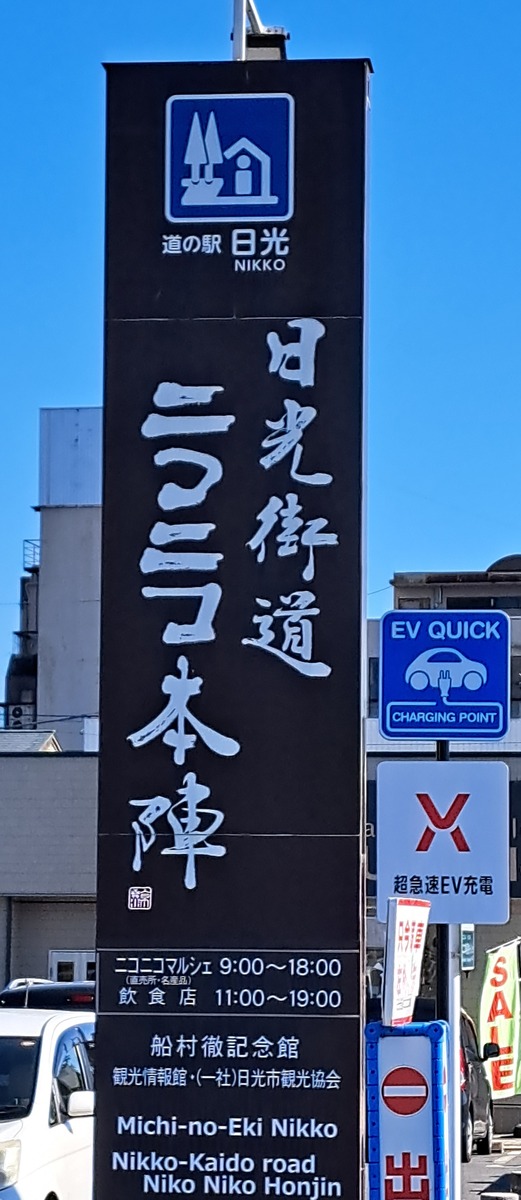 道の駅 日光
NIKKO
日光街道
ニコニコ本陣
ニコニコマルシェ 9:00～18:00
(直売所・名産品)
飲食店 11:00～19:00
船村徹記念館
観光情報館・(一社)日光市観光協会
Michi-no-Eki Nikko
Nikko-Kaido road
Niko Niko Honjin
EV QUICK
CHARGING POINT
超急速EV充電
SALE
出